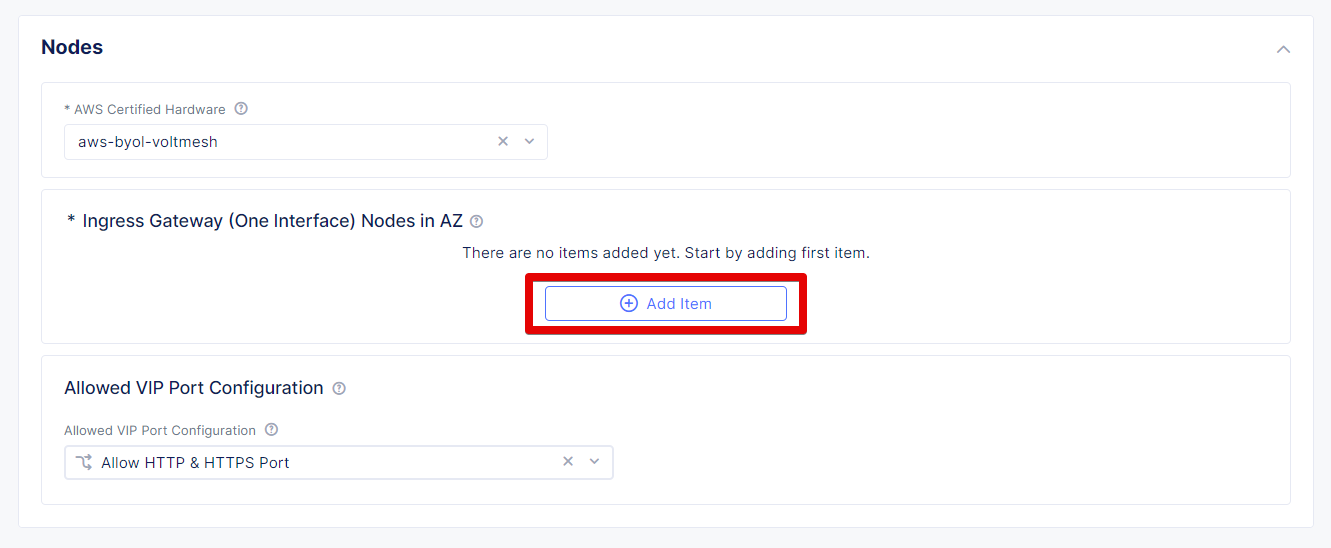 Nodes
* AWS Certified Hardware
aws-byol-voltmesh
* Ingress Gateway (One Interface) Nodes in AZ
There are no items added yet. Start by adding first item.
Add Item
Allowed VIP Port Configuration
Allowed VIP Port Configuration
Allow HTTP & HTTPS Port